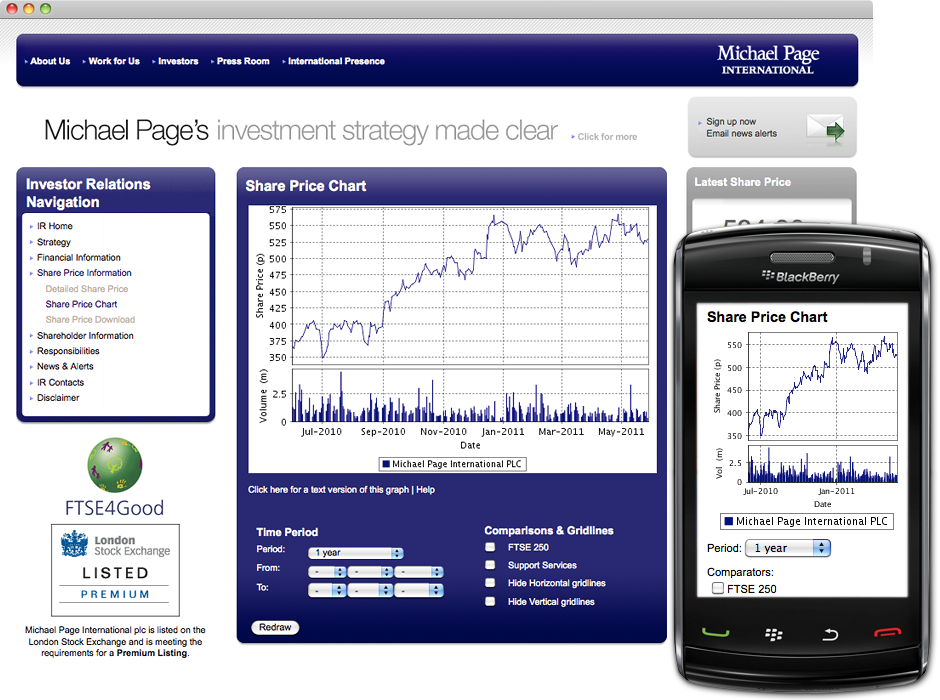 About Us
Work for Us
Investors
Press Room
International Presence
Michael Page
INTERNATIONAL
Michael Page's investment strategy made clear
Click for more
Sign up now
Email news alerts
Investor Relations
Navigation
IR Home
Strategy
Financial Information
Share Price Information
Detailed Share Price
Share Price Chart
Share Price Download
Shareholder Information
Responsibilities
News & Alerts
IR Contacts
Disclaimer
FTSE4Good
London
Stock Exchange
LISTED
PREMIUM
Michael Page International plc is listed on the
London Stock Exchange and is meeting the
requirements for a Premium Listing.
Share Price Chart
Share Price (p)
575
550
525
500
475
450
425
400
375
350
Volume (m)
2.5
0
Jul-2010 Sep-2010 Nov-2010 Jan-2011 Mar-2011 May-2011
Date
Michael Page International PLC
Click here for a text version of this graph | Help
Time Period
Period: 1 year
From: - - -
To: - - -
Redraw
Comparisons & Gridlines
FTSE 250
Support Services
Hide Horizontal gridlines
Hide Vertical gridlines
Latest Share Price
BlackBerry
Share Price Chart
Share Price (p)
550
500
450
400
350
Vol (m)
2.5
0
Jul-2010 Jan-2011
Date
Michael Page International PLC
Period: 1 year
Comparators:
FTSE 250